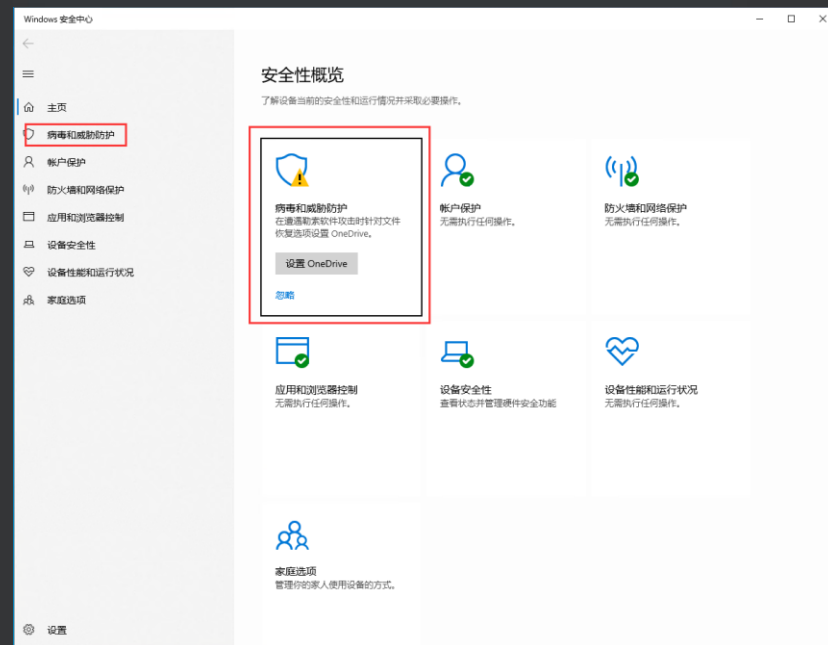 Windows 安全中心
主页
病毒和威胁防护
帐户保护
防火墙和网络保护
应用和浏览器控制
设备安全性
设备性能和运行状况
家庭选项
设置
安全性概览
了解设备当前的安全性和运行情况并采取必要操作。
病毒和威胁防护
在遭遇勒索软件攻击时针对文件
恢复选项设置 OneDrive。
设置 OneDrive
忽略
帐户保护
无需执行任何操作。
防火墙和网络保护
无需执行任何操作。
应用和浏览器控制
无需执行任何操作。
设备安全性
查看状态并管理硬件安全功能
设备性能和运行状况
无需执行任何操作。
家庭选项
管理你的家人使用设备的方式。